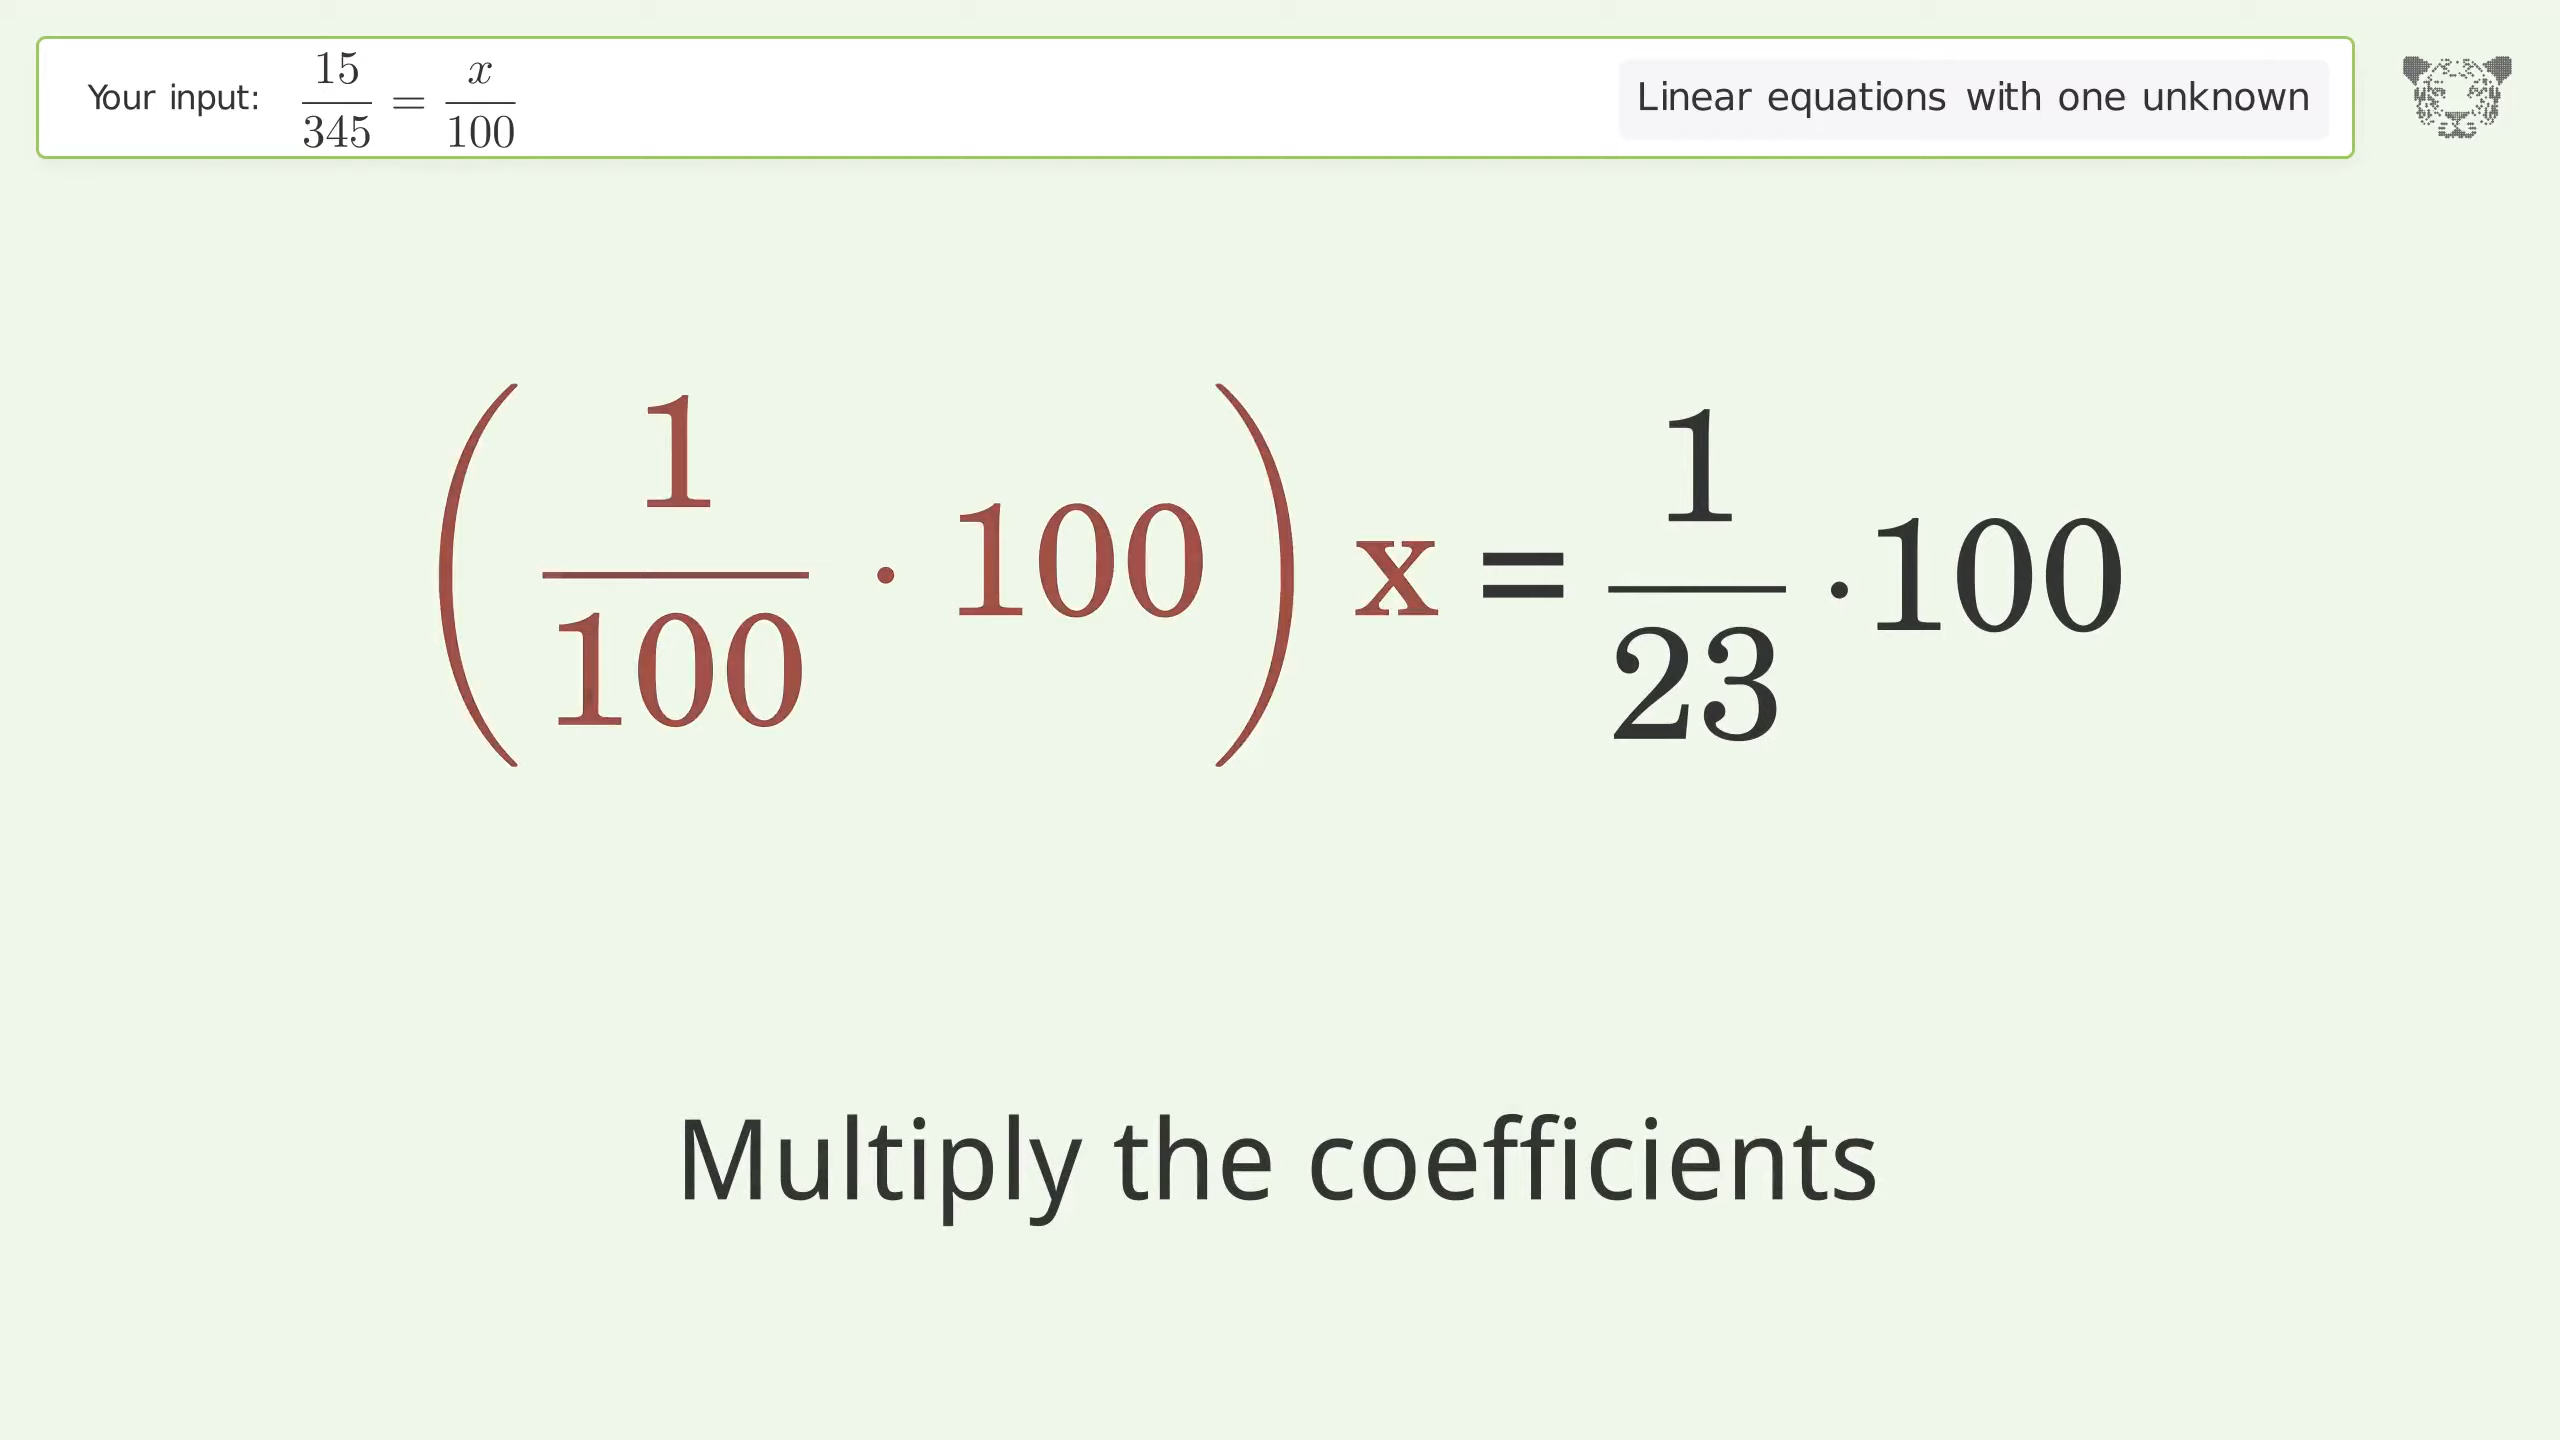 Your input: 15/345 = x/100
Linear equations with one unknown
(1/100 · 100) x = 1/23 · 100
Multiply the coefficients